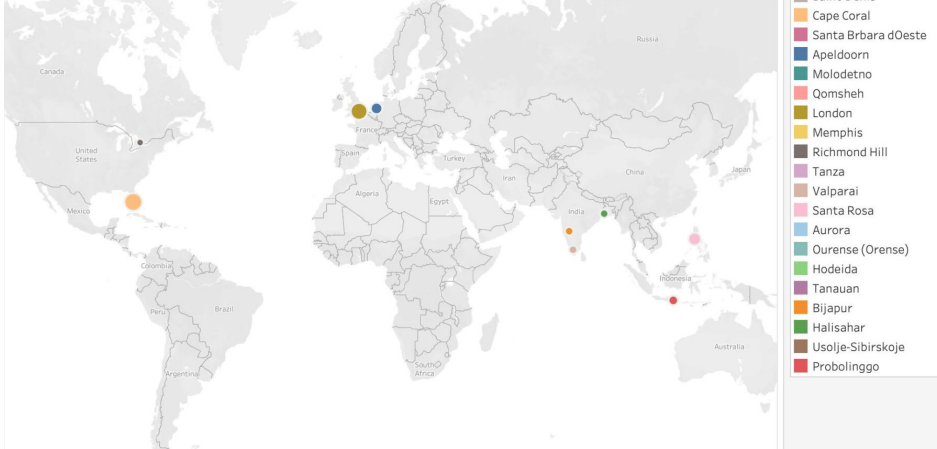 Canada
United
States
Mexico
Colombia
Peru
Brazil
Argentina
France
Spain
Algeria
Egypt
Turkey
Iran
South
Africa
Russia
China
Japan
India
Indonesia
Australia
Cape Coral
Santa Brbara dOeste
Apeldoorn
Molodetno
Qomsheh
London
Memphis
Richmond Hill
Tanza
Valparai
Santa Rosa
Aurora
Ourense (Orense)
Hodeida
Tanauan
Bijapur
Halisahar
Usolje-Sibirskoje
Probolinggo